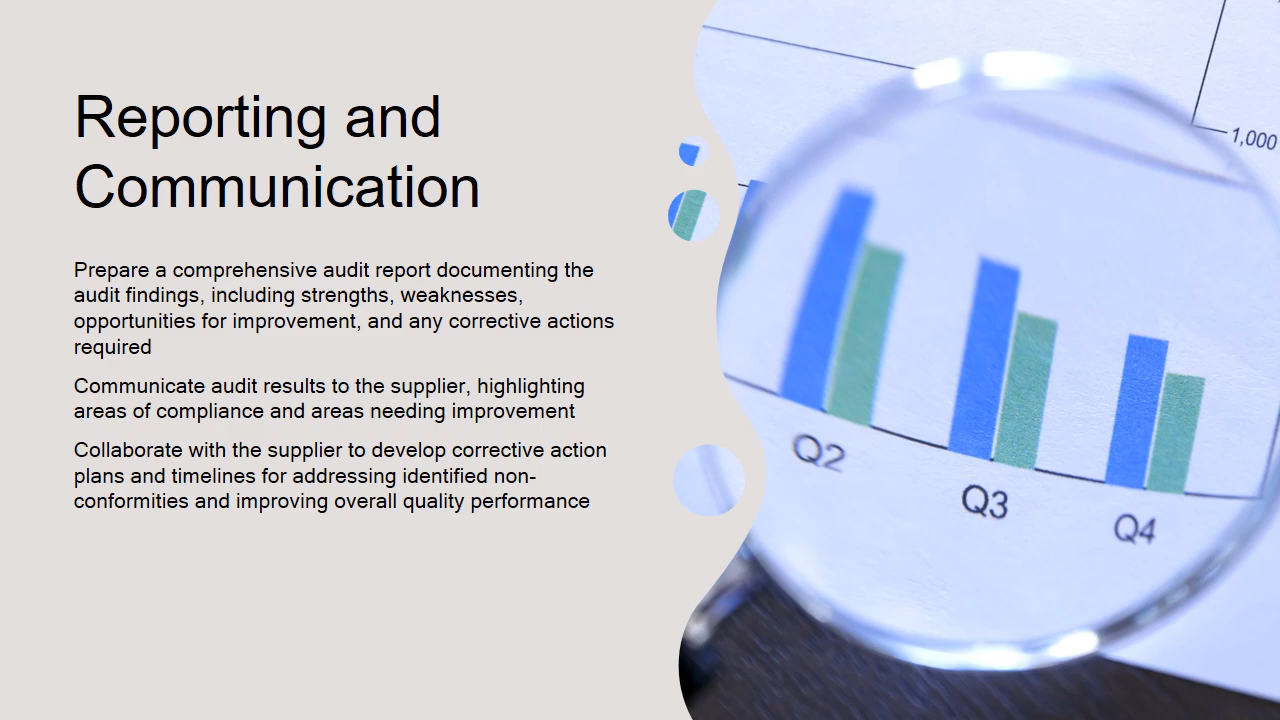 Reporting and
Communication
Prepare a comprehensive audit report documenting the
audit findings, including strengths, weaknesses,
opportunities for improvement, and any corrective actions
required
Communicate audit results to the supplier, highlighting
areas of compliance and areas needing improvement
Collaborate with the supplier to develop corrective action
plans and timelines for addressing identified non-
conformities and improving overall quality performance
1,000
Q2
Q3
Q4